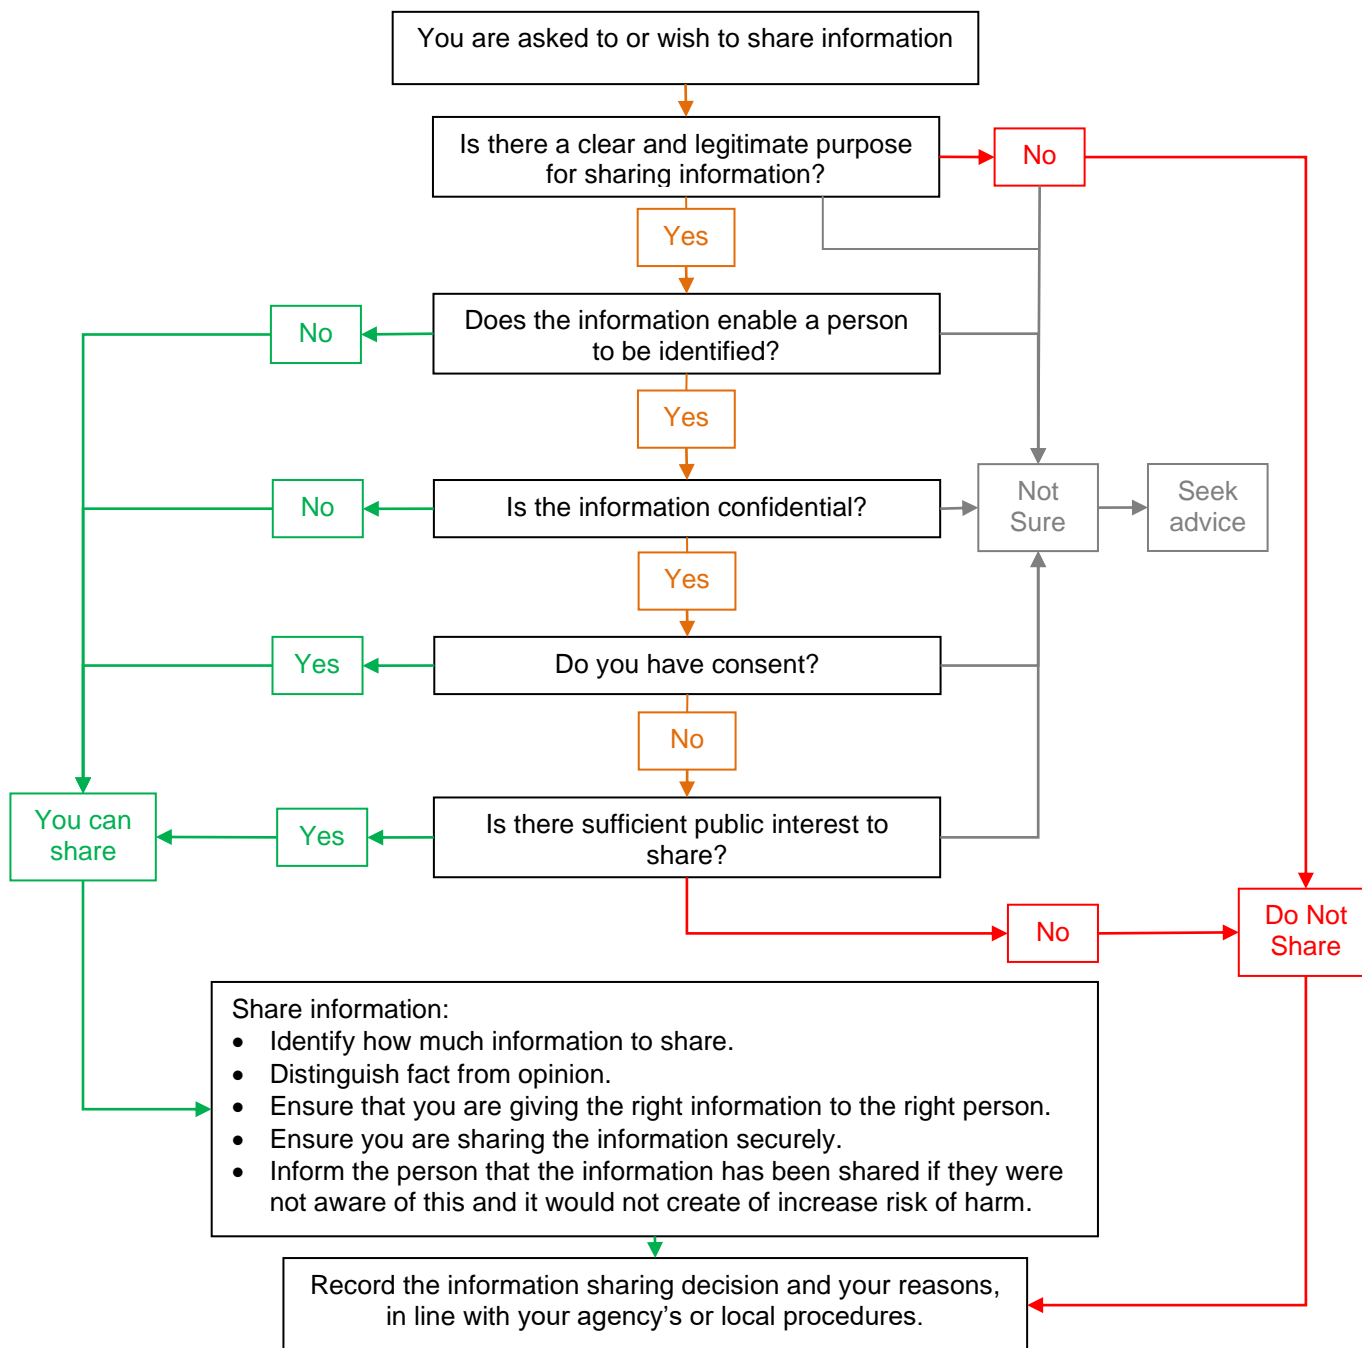 You are asked to or wish to share information
Is there a clear and legitimate purpose
for sharing information?
No
Yes
Does the information enable a person
to be identified?
No
Yes
Is the information confidential?
No
Not
Sure
Seek
advice
Yes
Do you have consent?
Yes
No
Is there sufficient public interest to
share?
Yes
You can
share
No
Do Not
Share
Share information:
• Identify how much information to share.
• Distinguish fact from opinion.
• Ensure that you are giving the right information to the right person.
• Ensure you are sharing the information securely.
• Inform the person that the information has been shared if they were
not aware of this and it would not create of increase risk of harm.
Record the information sharing decision and your reasons,
in line with your agency’s or local procedures.